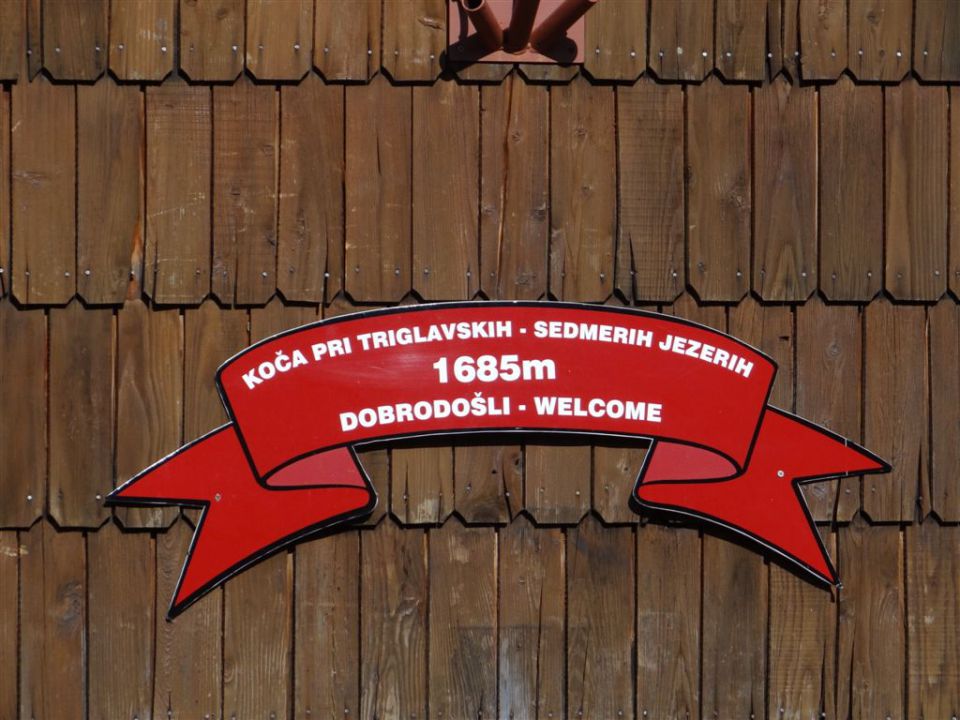 KOČA PRI TRIGLAVSKIH - SEDMERIH JEZERIH
1685m
DOBRODOŠLI - WELCOME